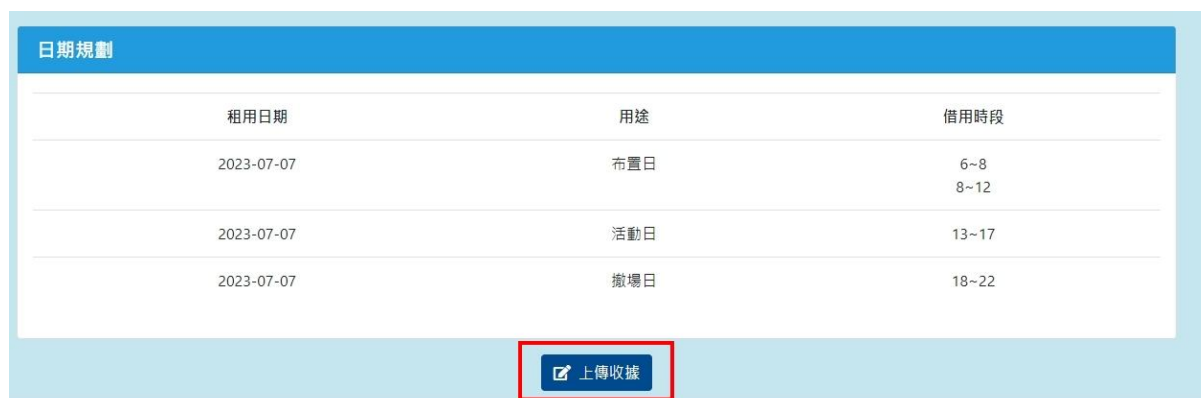 日期規劃
租用日期 用途 借用時段
2023-07-07 布置日 6~8
8~12
2023-07-07 活動日 13~17
2023-07-07 撤場日 18~22
上傳收據